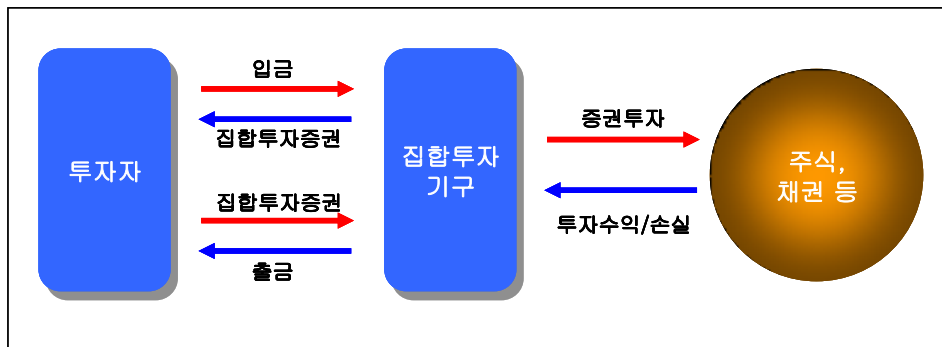 입금
집합투자증권
투자자
집합투자증권
출금
집합투자
기구
증권투자
투자수익/손실
주식,
채권 등